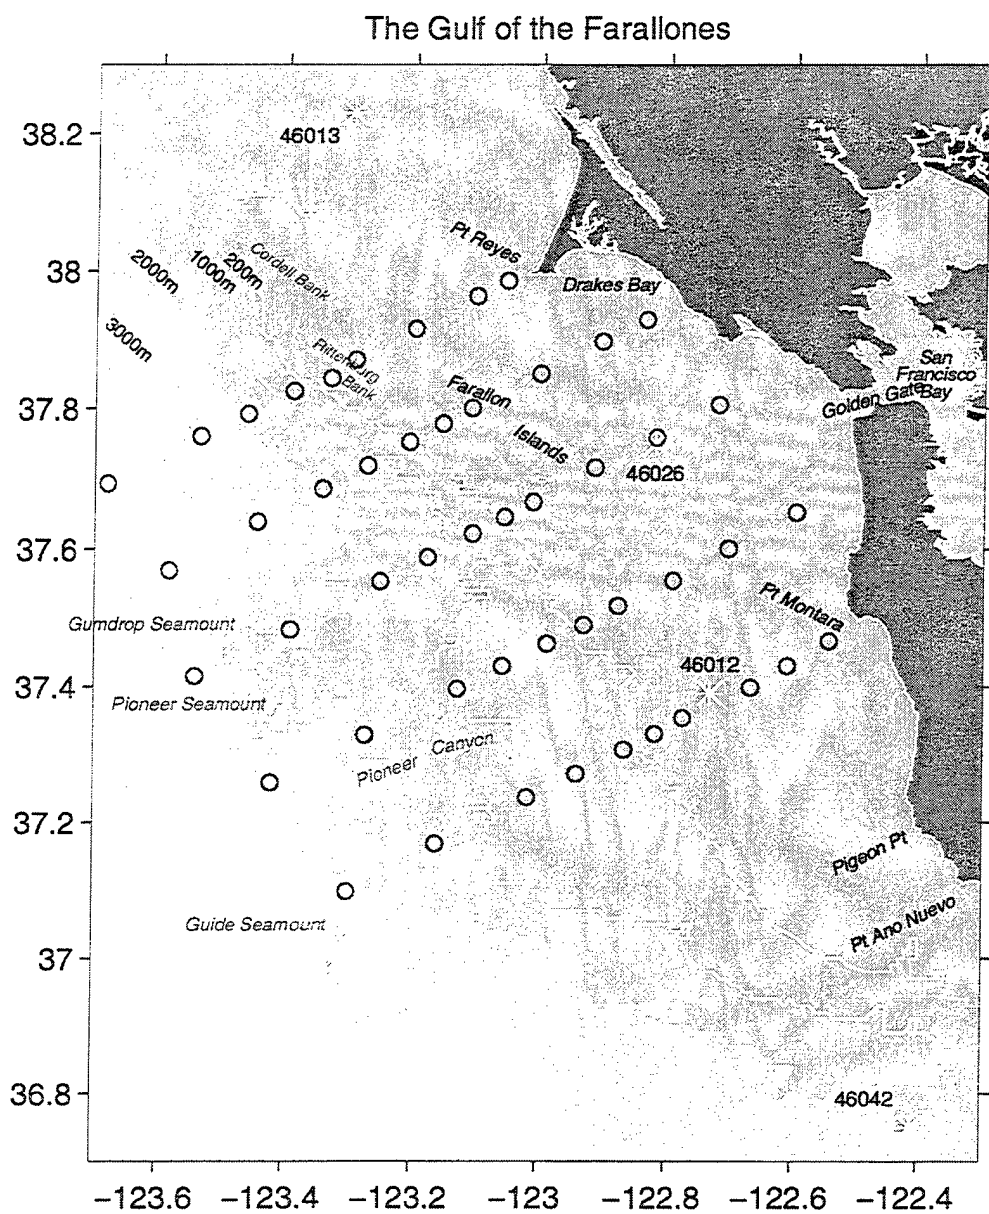 The Gulf of the Farallones
38.2
46013
Pt Reyes
Cordell Bank
200m
1000m
2000m
38
Drakes Bay
3000m
Rittenburg
Bank
San
Francisco
Bay
Farallon
Golden Gate
37.8
Islands
46026
37.6
Pt Montara
Gumdrop Seamount
46012
37.4
Pioneer Seamount
Pioneer Canyon
37.2
Pigeon Pt
Guide Seamount
Pt Ano Nuevo
37
36.8
46042
−123.6
−123.4
−123.2
−123
−122.8
−122.6
−122.4